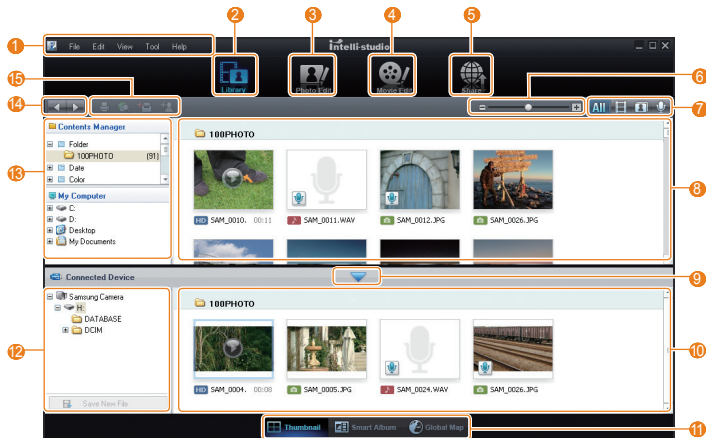 2 3 4 5
1 File Edit View Tool Help Intelli-studio
Library Photo Edit Movie Edit Share
15 6
14 All 7
Contents Manager 100PHOTO
Folder
100PHOTO (91)
13 Date
Color
My Computer
C:
D:
Desktop
My Documents
HD SAM_0010. 00:11 SAM_0011.WAV SAM_0012.JPG SAM_0026.JPG
8
Connected Device 9
Samsung Camera 100PHOTO
H:
DATABASE
DCIM
12 10
HD SAM_0004. 00:08 SAM_0005.JPG SAM_0024.WAV SAM_0026.JPG
Save New File
Thumbnail Smart Album Global Map 11